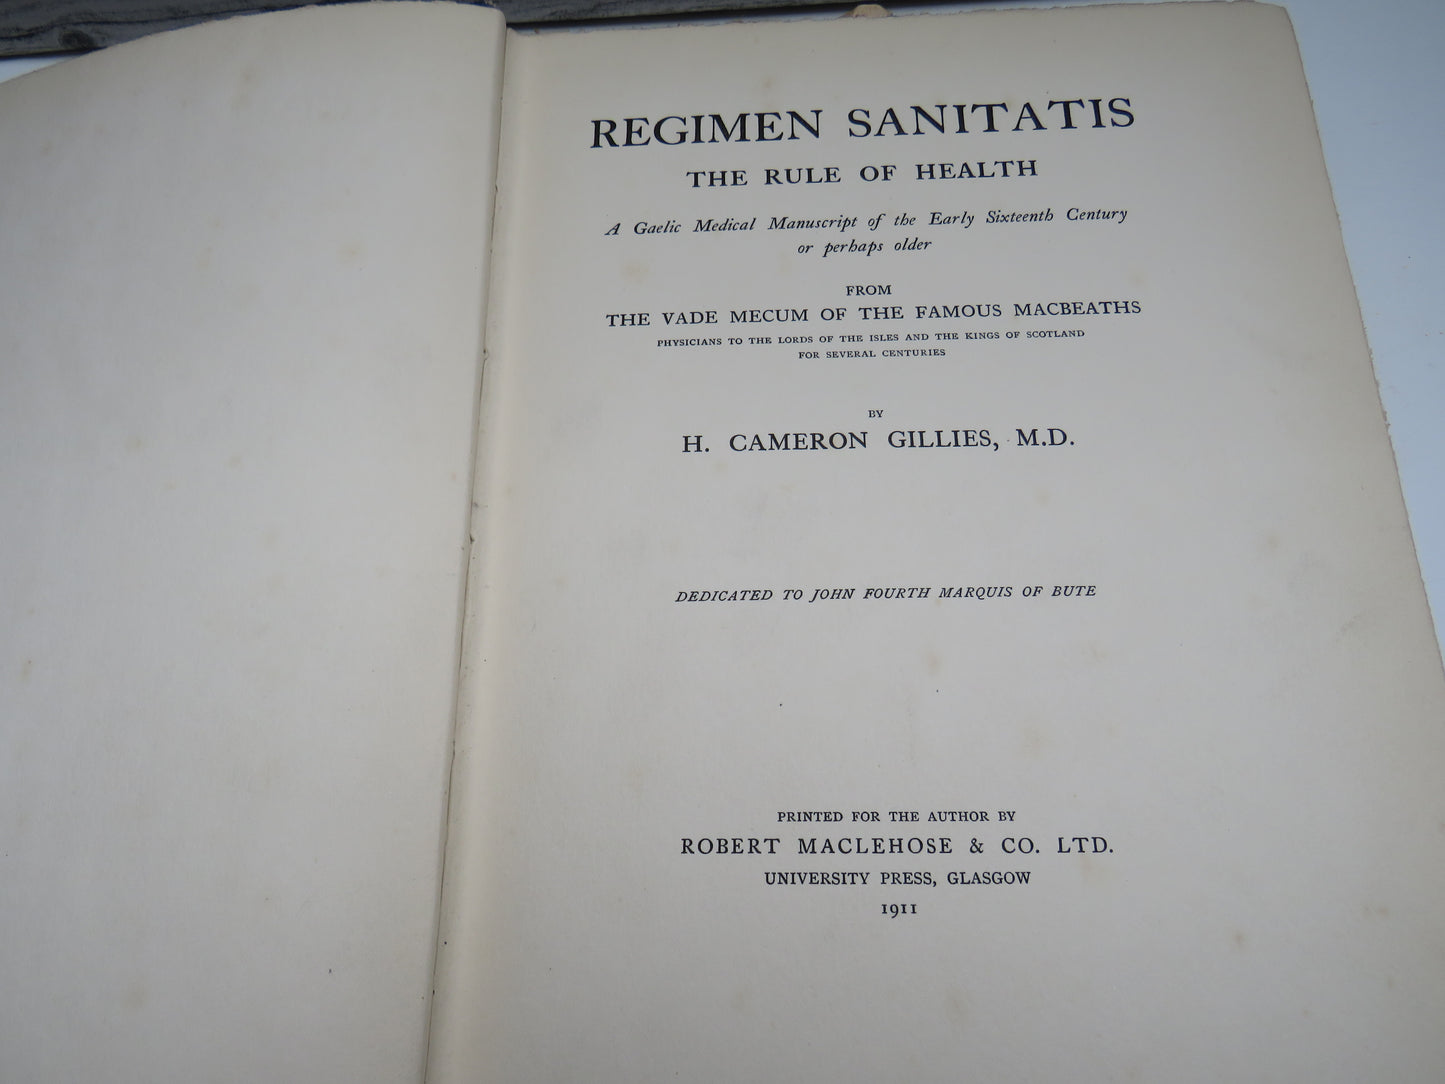 REGIMEN SANITATIS
THE RULE OF HEALTH
A Gaelic Medical Manuscript of the Early Sixteenth Century
or perhaps older
FROM
THE VADE MECUM OF THE FAMOUS MACBEATHS
PHYSICIANS TO THE LORDS OF THE ISLES AND THE KINGS OF SCOTLAND
FOR SEVERAL CENTURIES
BY
H. CAMERON GILLIES, M.D.
DEDICATED TO JOHN FOURTH MARQUIS OF BUTE
PRINTED FOR THE AUTHOR BY
ROBERT MACLEHOSE & CO. LTD.
UNIVERSITY PRESS, GLASGOW
1911